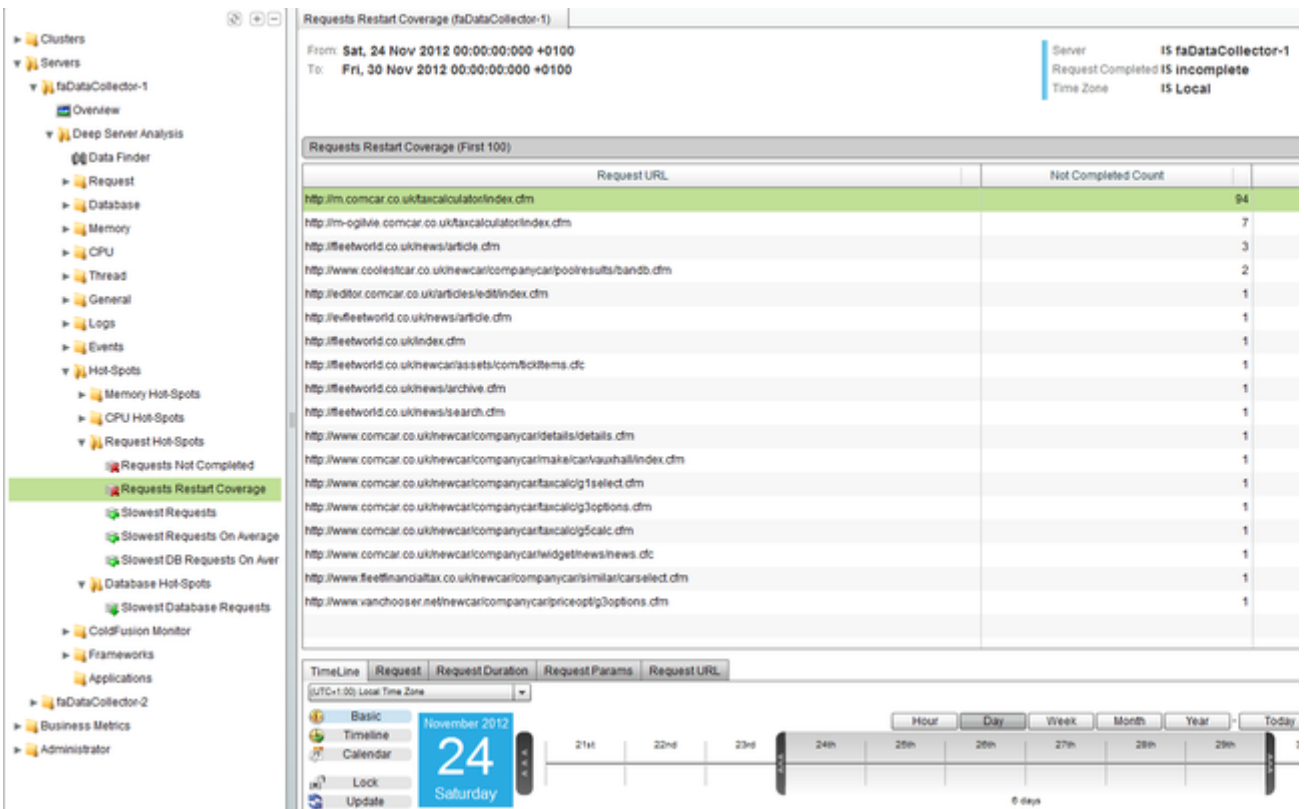 Clusters
Servers
faDataCollector-1
Overview
Deep Server Analysis
Data Finder
Request
Database
Memory
CPU
Thread
General
Logs
Events
Hot-Spots
Memory Hot-Spots
CPU Hot-Spots
Request Hot-Spots
Requests Not Completed
Requests Restart Coverage
Slowest Requests
Slowest Requests On Average
Slowest DB Requests On Aver
Database Hot-Spots
Slowest Database Requests
ColdFusion Monitor
Frameworks
Applications
faDataCollector-2
Business Metrics
Administrator
Requests Restart Coverage (faDataCollector-1)
From: Sat, 24 Nov 2012 00:00:00:000 +0100
To: Fri, 30 Nov 2012 00:00:00:000 +0100
Server IS faDataCollector-1
Request Completed IS incomplete
Time Zone IS Local
Requests Restart Coverage (First 100)
Request URL Not Completed Count
http://m.comcar.co.uk/taxcalculator/index.cfm 94
http://m-ogilvie.comcar.co.uk/taxcalculator/index.cfm 7
http://fleetworld.co.uk/news/article.cfm 3
http://www.coolestcar.co.uk/newcar/companycar/poolresults/bandb.cfm 2
http://editor.comcar.co.uk/articles/edit/index.cfm 1
http://evfleetworld.co.uk/news/article.cfm 1
http://fleetworld.co.uk/index.cfm 1
http://fleetworld.co.uk/newcar/assets/com/tickItems.cfc 1
http://fleetworld.co.uk/news/archive.cfm 1
http://fleetworld.co.uk/news/search.cfm 1
http://www.comcar.co.uk/newcar/companycar/details/details.cfm 1
http://www.comcar.co.uk/newcar/companycar/make/car/vauxhall/index.cfm 1
http://www.comcar.co.uk/newcar/companycar/taxcalc/g1select.cfm 1
http://www.comcar.co.uk/newcar/companycar/taxcalc/g3options.cfm 1
http://www.comcar.co.uk/newcar/companycar/taxcalc/g5calc.cfm 1
http://www.comcar.co.uk/newcar/companycar/widget/news/news.cfc 1
http://www.fleetfinancialtax.co.uk/newcar/companycar/similar/carselect.cfm 1
http://www.vanchooser.net/newcar/companycar/priceopt/g3options.cfm 1
TimeLine Request Request Duration Request Params Request URL
(UTC+1:00) Local Time Zone
Basic
Timeline
Calendar
Lock
Update
November 2012
24
Saturday
Hour Day Week Month Year Today
21st 22nd 23rd 24th 25th 26th 27th 28th 29th
6 days